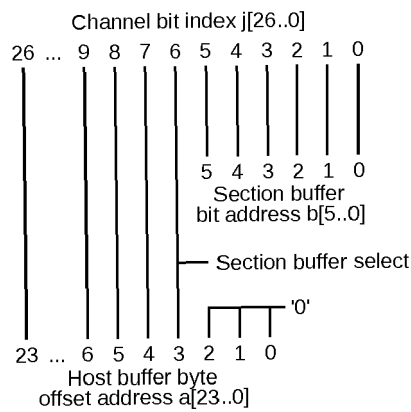 Channel bit index j[26..0]
26 ... 9 8 7 6 5 4 3 2 1 0
5 4 3 2 1 0
Section buffer
bit address b[5..0]
Section buffer select
'0'
23 ... 6 5 4 3 2 1 0
Host buffer byte
offset address a[23..0]